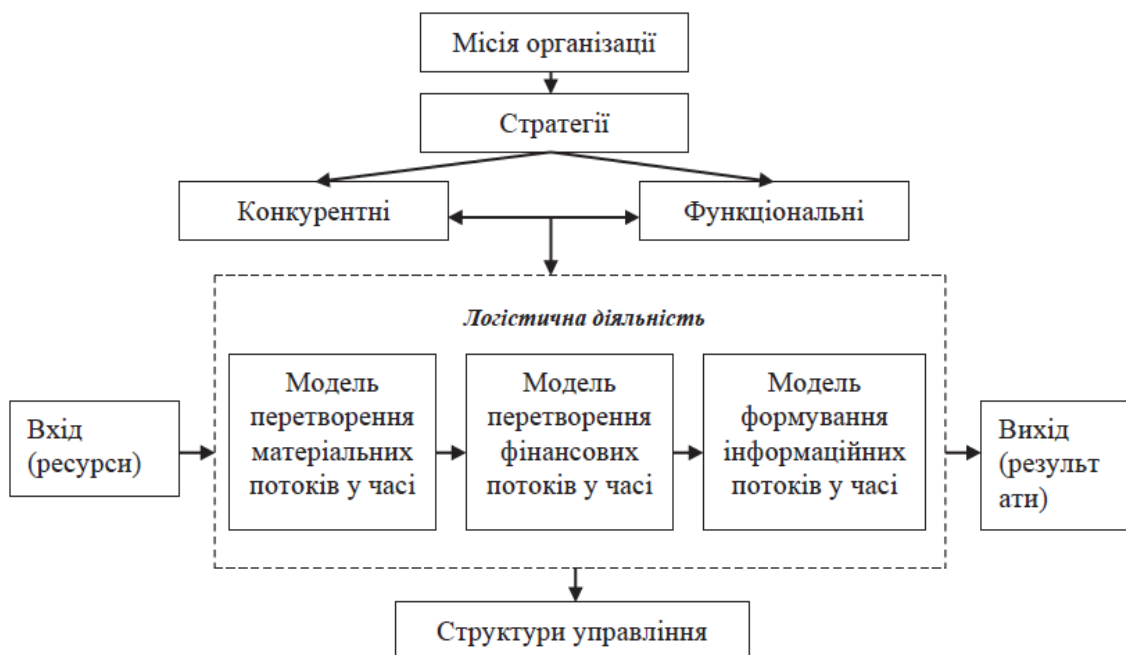 Місія організації
Стратегії
Конкурентні
Функціональні
Логістична діяльність
Вхід
(ресурси)
Модель
перетворення
матеріальних
потоків у часі
Модель
перетворення
фінансових
потоків у часі
Модель
формування
інформаційних
потоків у часі
Вихід
(результ
ати)
Структури управління